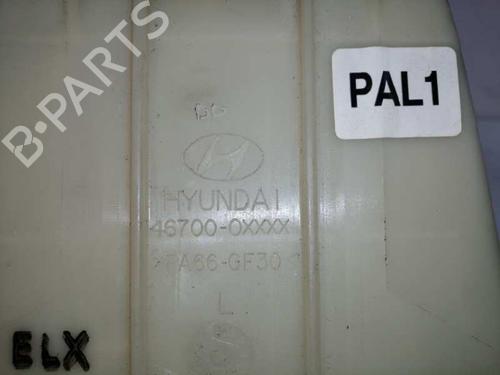 B-PARTS
PAL1
HYUNDAI
46700-0XXXX
>PA66-GF30<
L
ELX